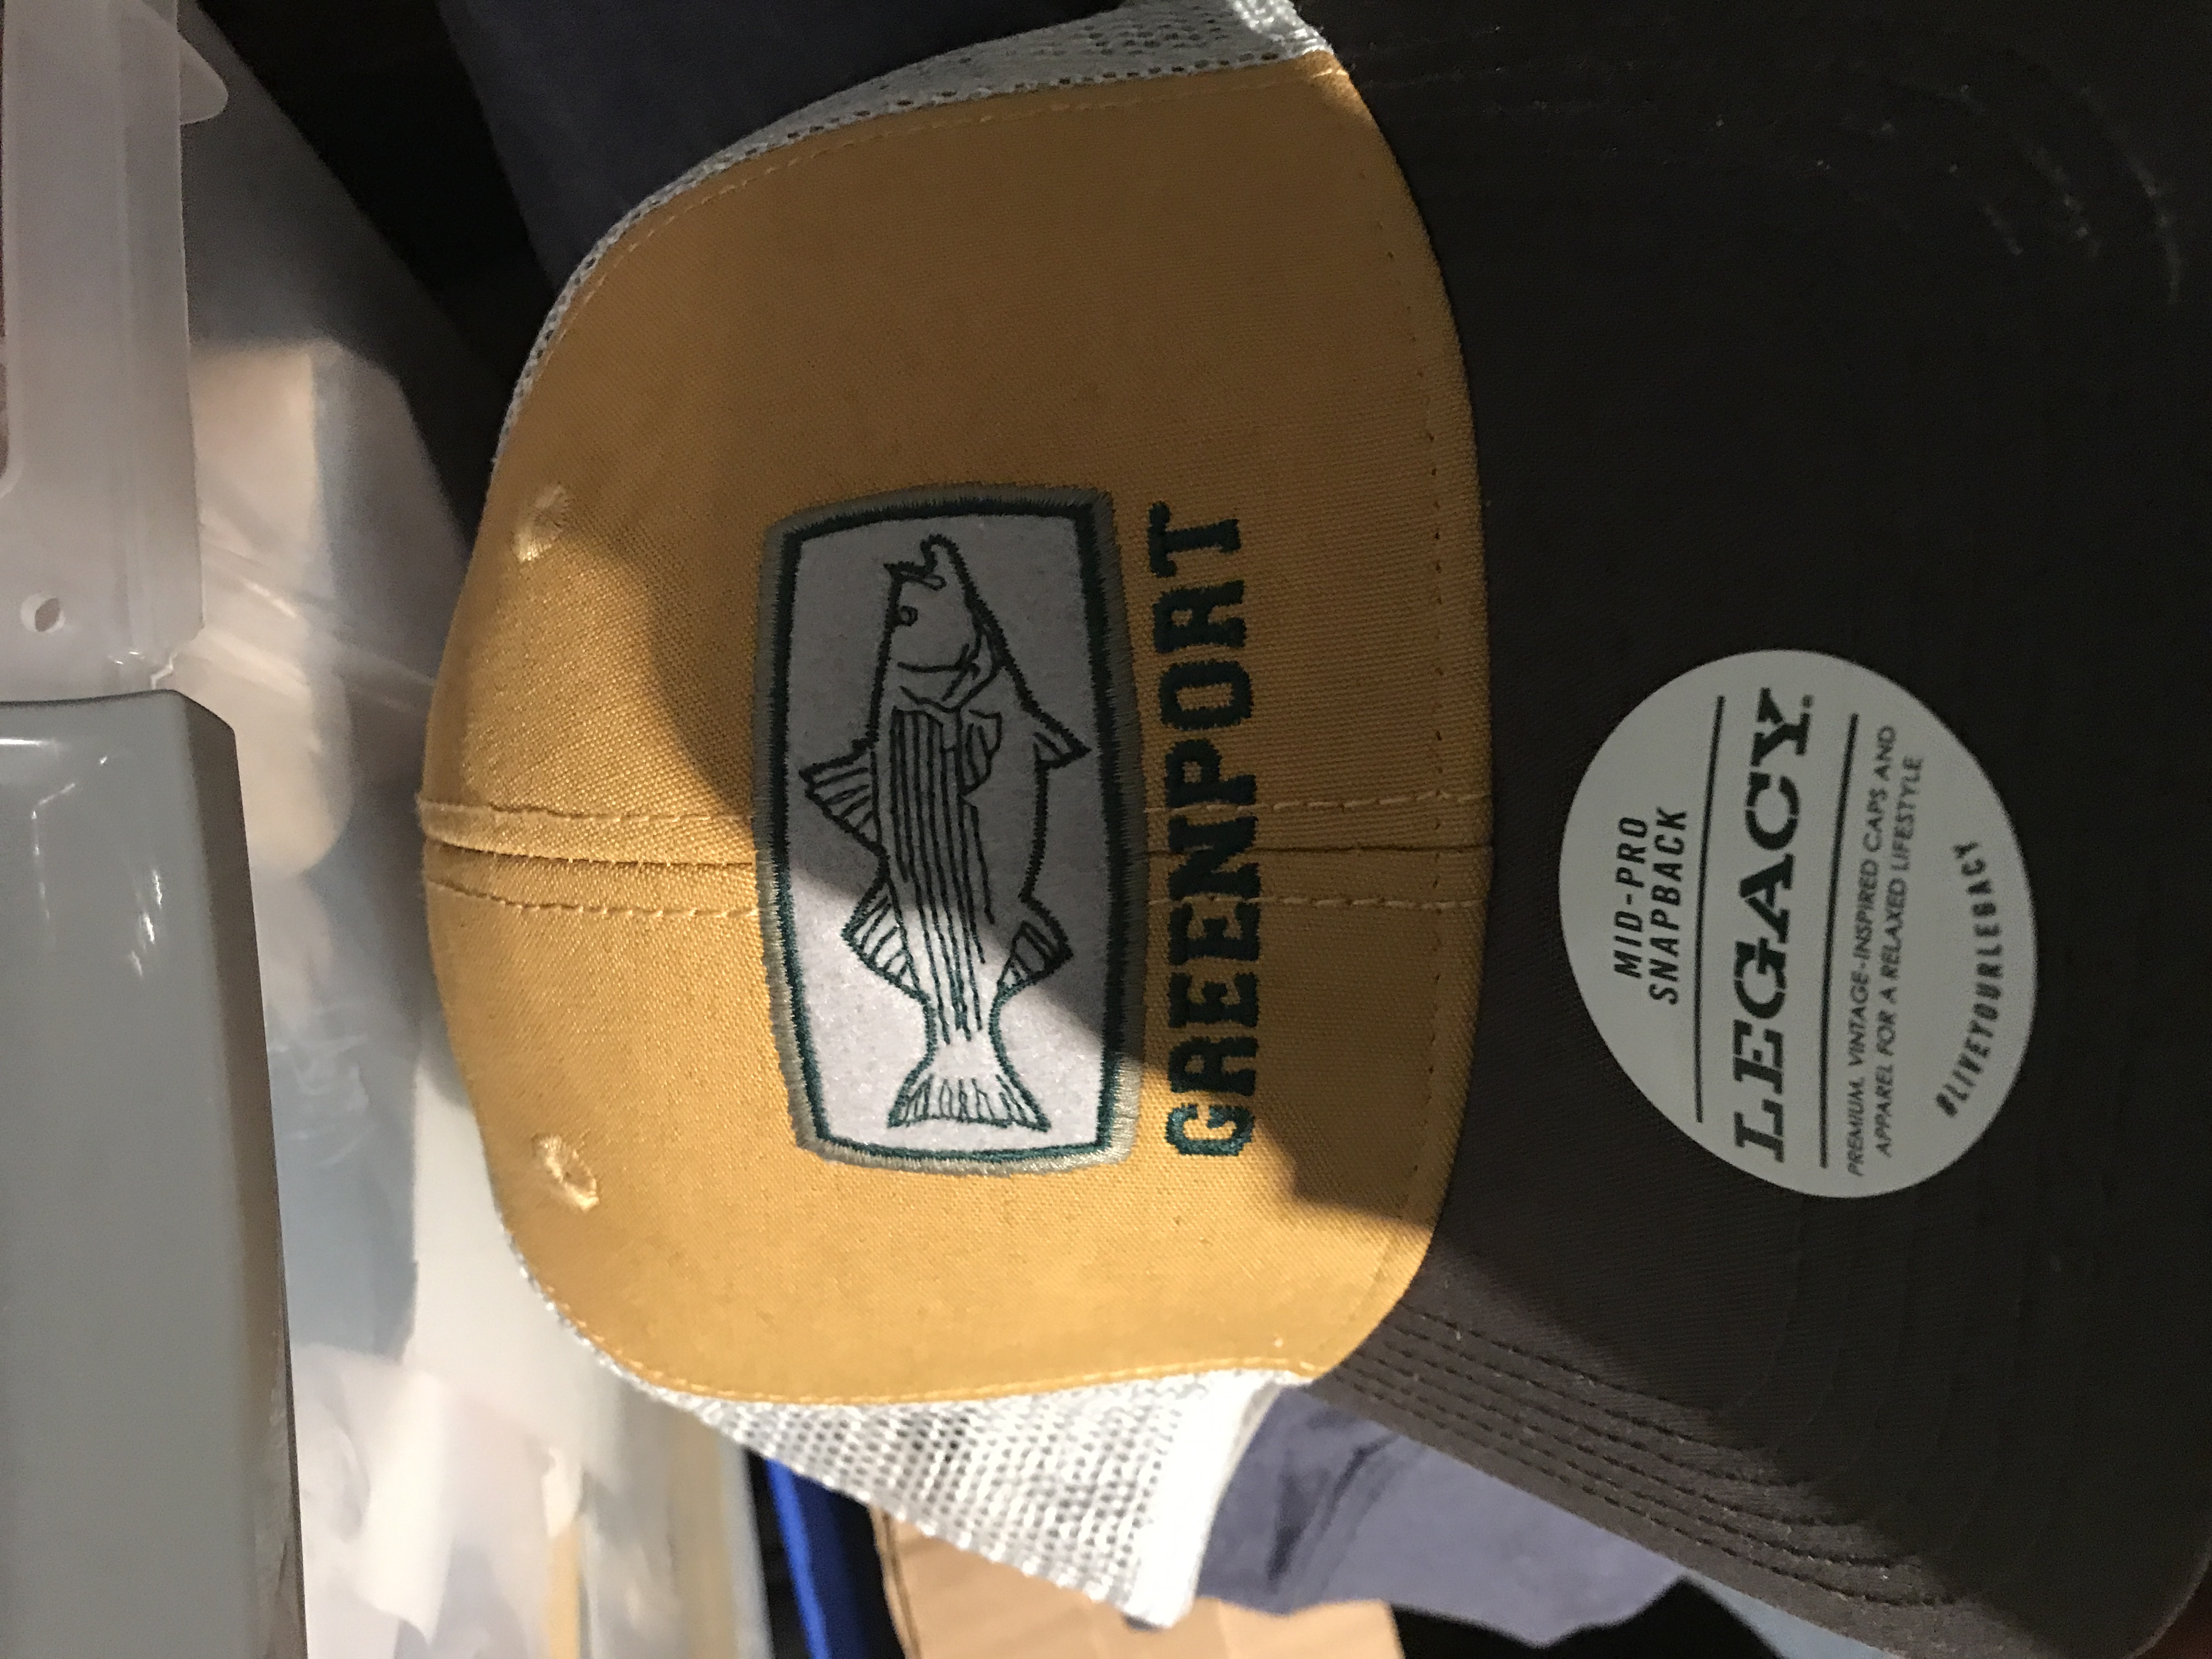 GREENPORT
MID-PRO
SNAPBACK
LEGACY®
PREMIUM, VINTAGE-INSPIRED CAPS AND
APPAREL FOR A RELAXED LIFESTYLE
#LIVEYOURLEGACY